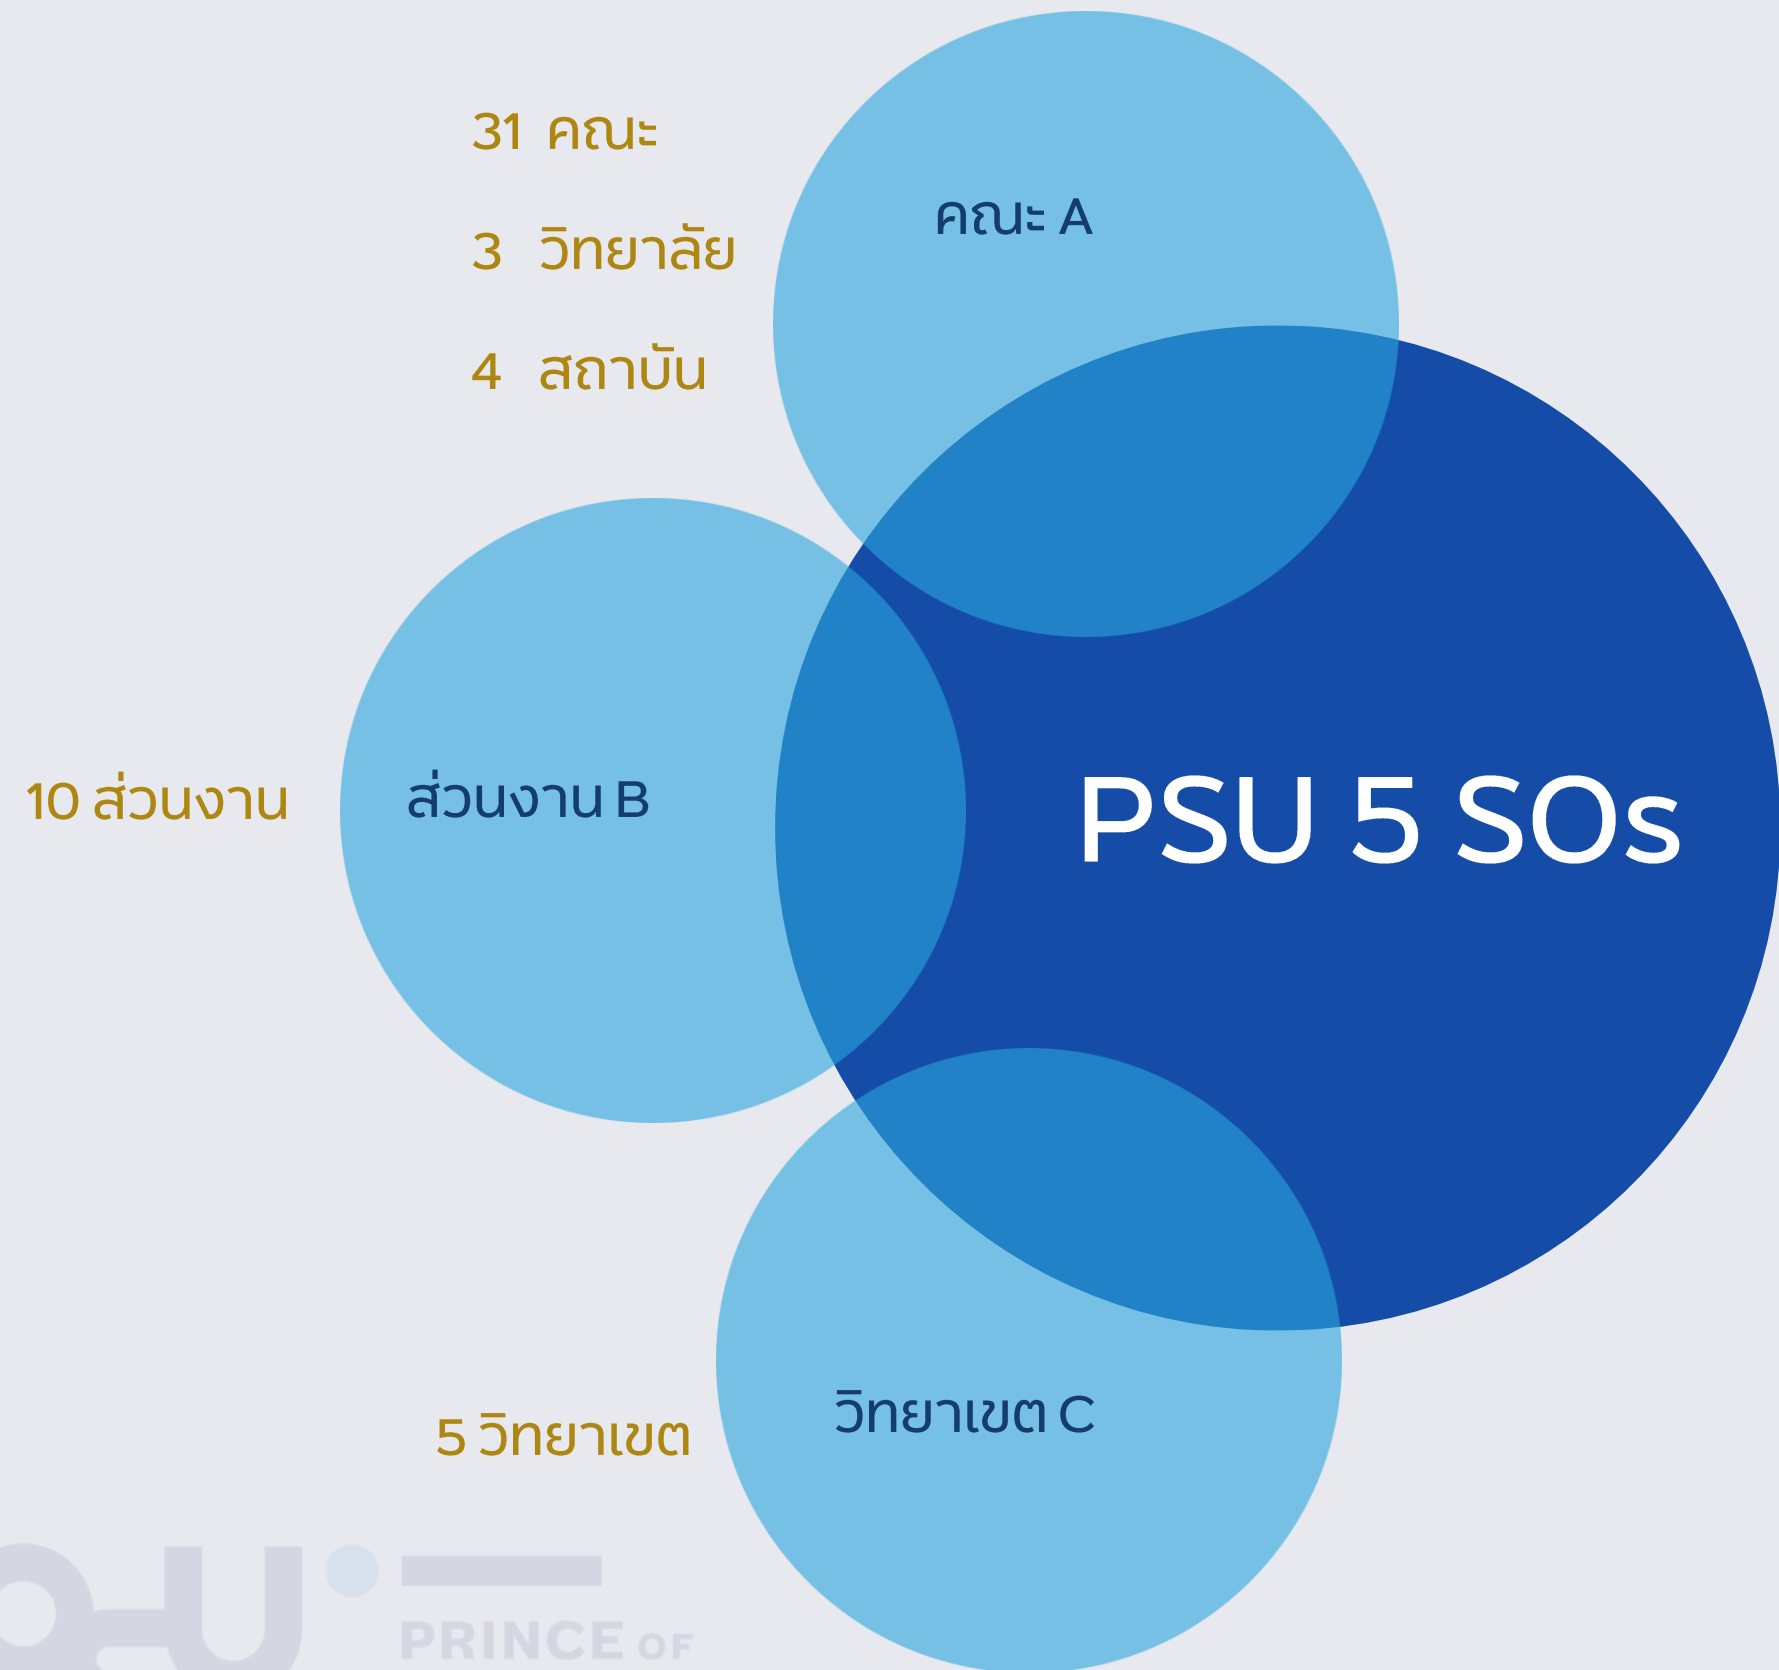 31 คณะ
คณะ A
3 วิทยาลัย
4 สถาบัน
10 ส่วนงาน
ส่วนงาน B
PSU 5 SOs
วิทยาเขต C
5 วิทยาเขต
PRINCE OF